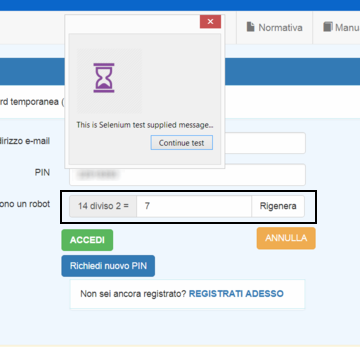 Normativa
Manu
rd temporanea (
This is Selenium test supplied message...
Continue test
dirizzo e-mail
PIN
ono un robot
14 diviso 2 =
7
Rigenera
ACCEDI
ANNULLA
Richiedi nuovo PIN
Non sei ancora registrato? REGISTRATI ADESSO